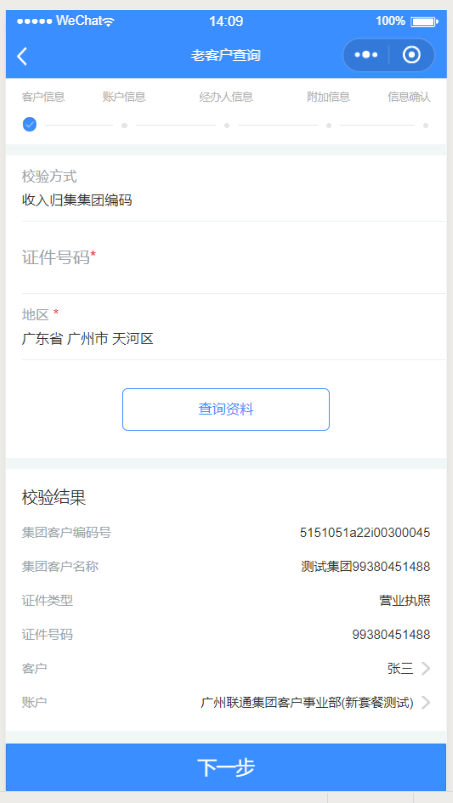 WeChat 14:09 100%
老客户查询
客户信息 账户信息 经办人信息 附加信息 信息确认
校验方式
收入归集集团编码
证件号码*
地区 *
广东省 广州市 天河区
查询资料
校验结果
集团客户编码号 5151051a22i00300045
集团客户名称 测试集团99380451488
证件类型 营业执照
证件号码 99380451488
客户 张三
账户 广州联通集团客户事业部(新套餐测试)
下一步